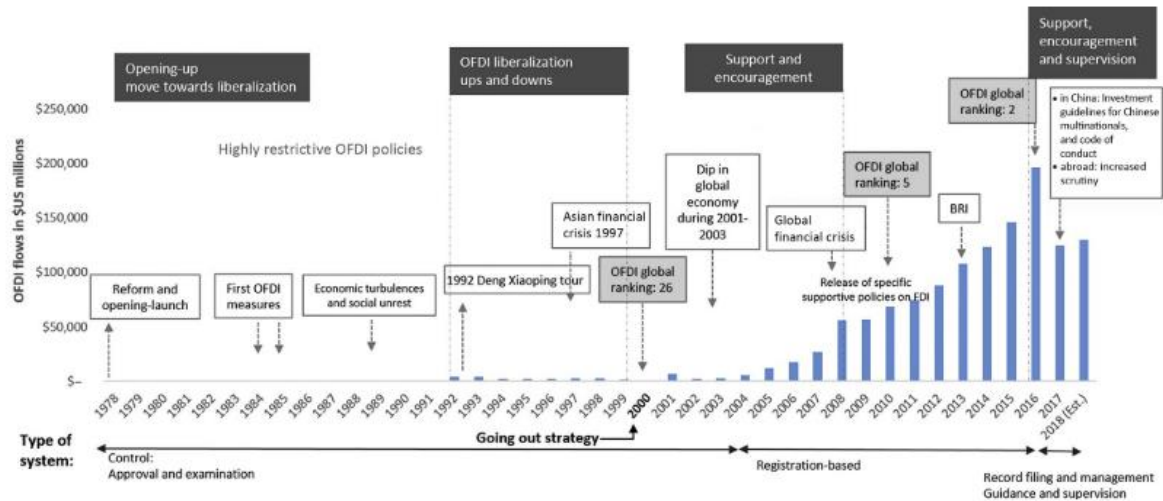 Opening-up
move towards liberalization
OFDI liberalization
ups and downs
Support and
encouragement
Support,
encouragement
and supervision
OFDI flows in $US millions
$250,000
$200,000
$150,000
$100,000
$50,000
$–
Highly restrictive OFDI policies
Reform and
opening-launch
First OFDI
measures
Economic turbulences
and social unrest
1992 Deng Xiaoping tour
Asian financial
crisis 1997
OFDI global
ranking: 26
Dip in
global
economy
during 2001-
2003
Global
financial crisis
OFDI global
ranking: 5
Release of specific
supportive policies on FDI
BRI
OFDI global
ranking: 2
• in China: Investment
guidelines for Chinese
multinationals,
and code of
conduct
• abroad: increased
scrutiny
1978
1979
1980
1981
1982
1983
1984
1985
1986
1987
1988
1989
1990
1991
1992
1993
1994
1995
1996
1997
1998
1999
2000
2001
2002
2003
2004
2005
2006
2007
2008
2009
2010
2011
2012
2013
2014
2015
2016
2017
2018 (Est.)
Going out strategy
Type of
system:
Control:
Approval and examination
Registration-based
Record filing and management
Guidance and supervision